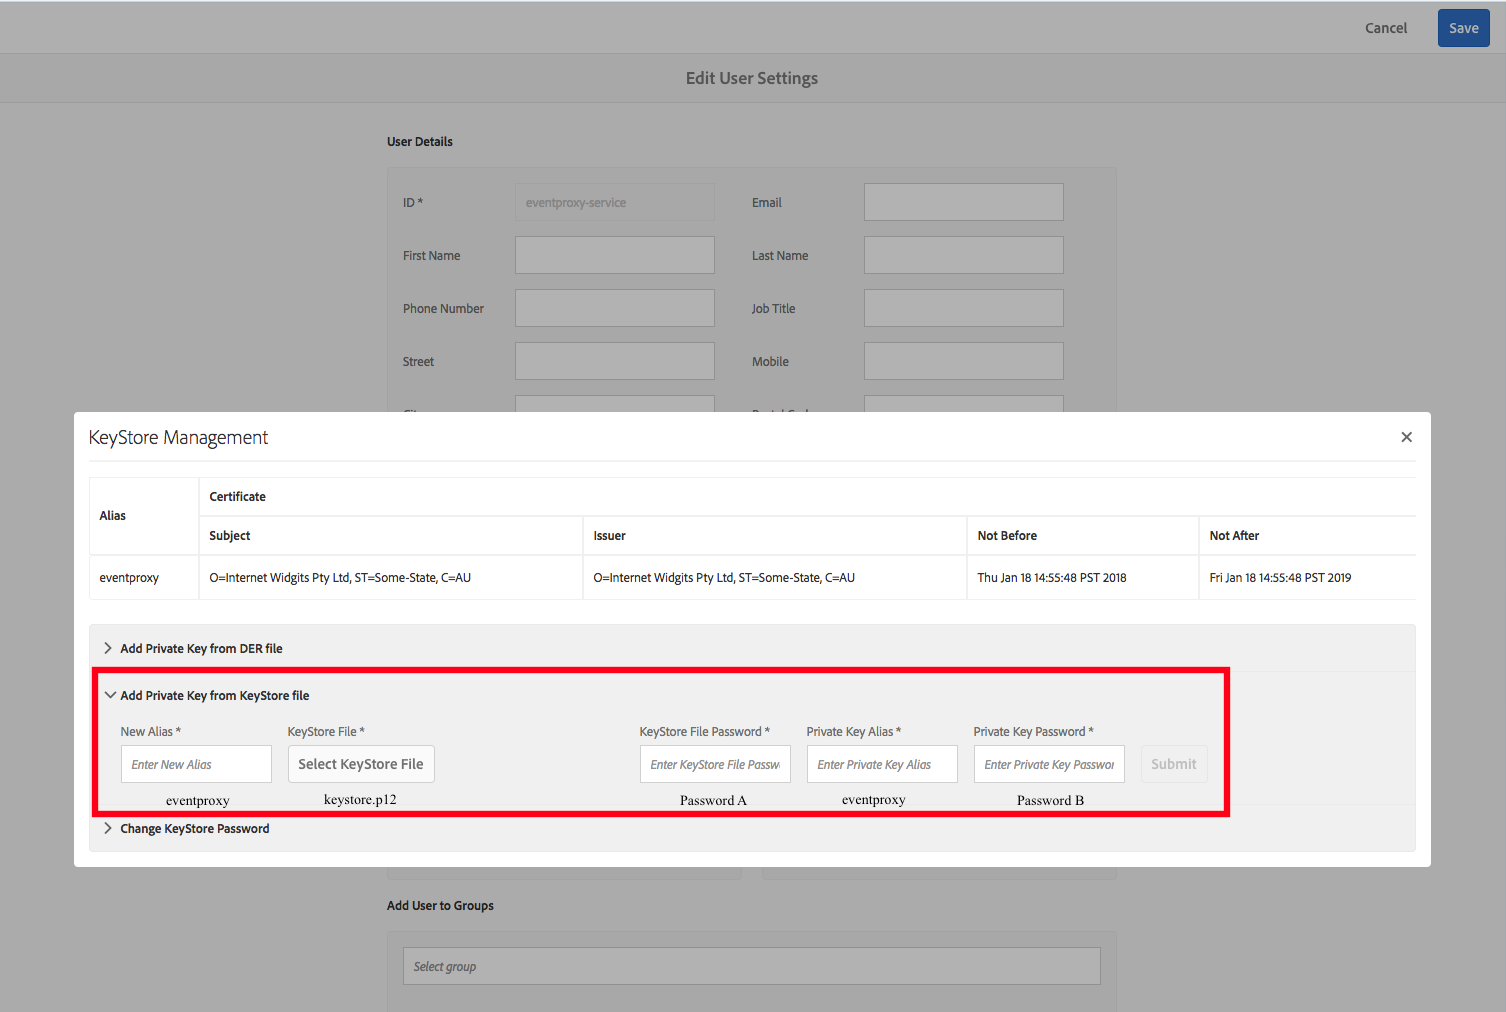 Cancel Save
Edit User Settings
User Details
ID * eventproxy-service Email
First Name Last Name
Phone Number Job Title
Street Mobile
KeyStore Management
Alias Certificate
Subject Issuer Not Before Not After
eventproxy O=Internet Widgits Pty Ltd, ST=Some-State, C=AU O=Internet Widgits Pty Ltd, ST=Some-State, C=AU Thu Jan 18 14:55:48 PST 2018 Fri Jan 18 14:55:48 PST 2019
Add Private Key from DER file
Add Private Key from KeyStore file
New Alias * KeyStore File * KeyStore File Password * Private Key Alias * Private Key Password *
Enter New Alias Select KeyStore File Enter KeyStore File Passw Enter Private Key Alias Enter Private Key Passwor Submit
eventproxy keystore.p12 Password A eventproxy Password B
Change KeyStore Password
Add User to Groups
Select group